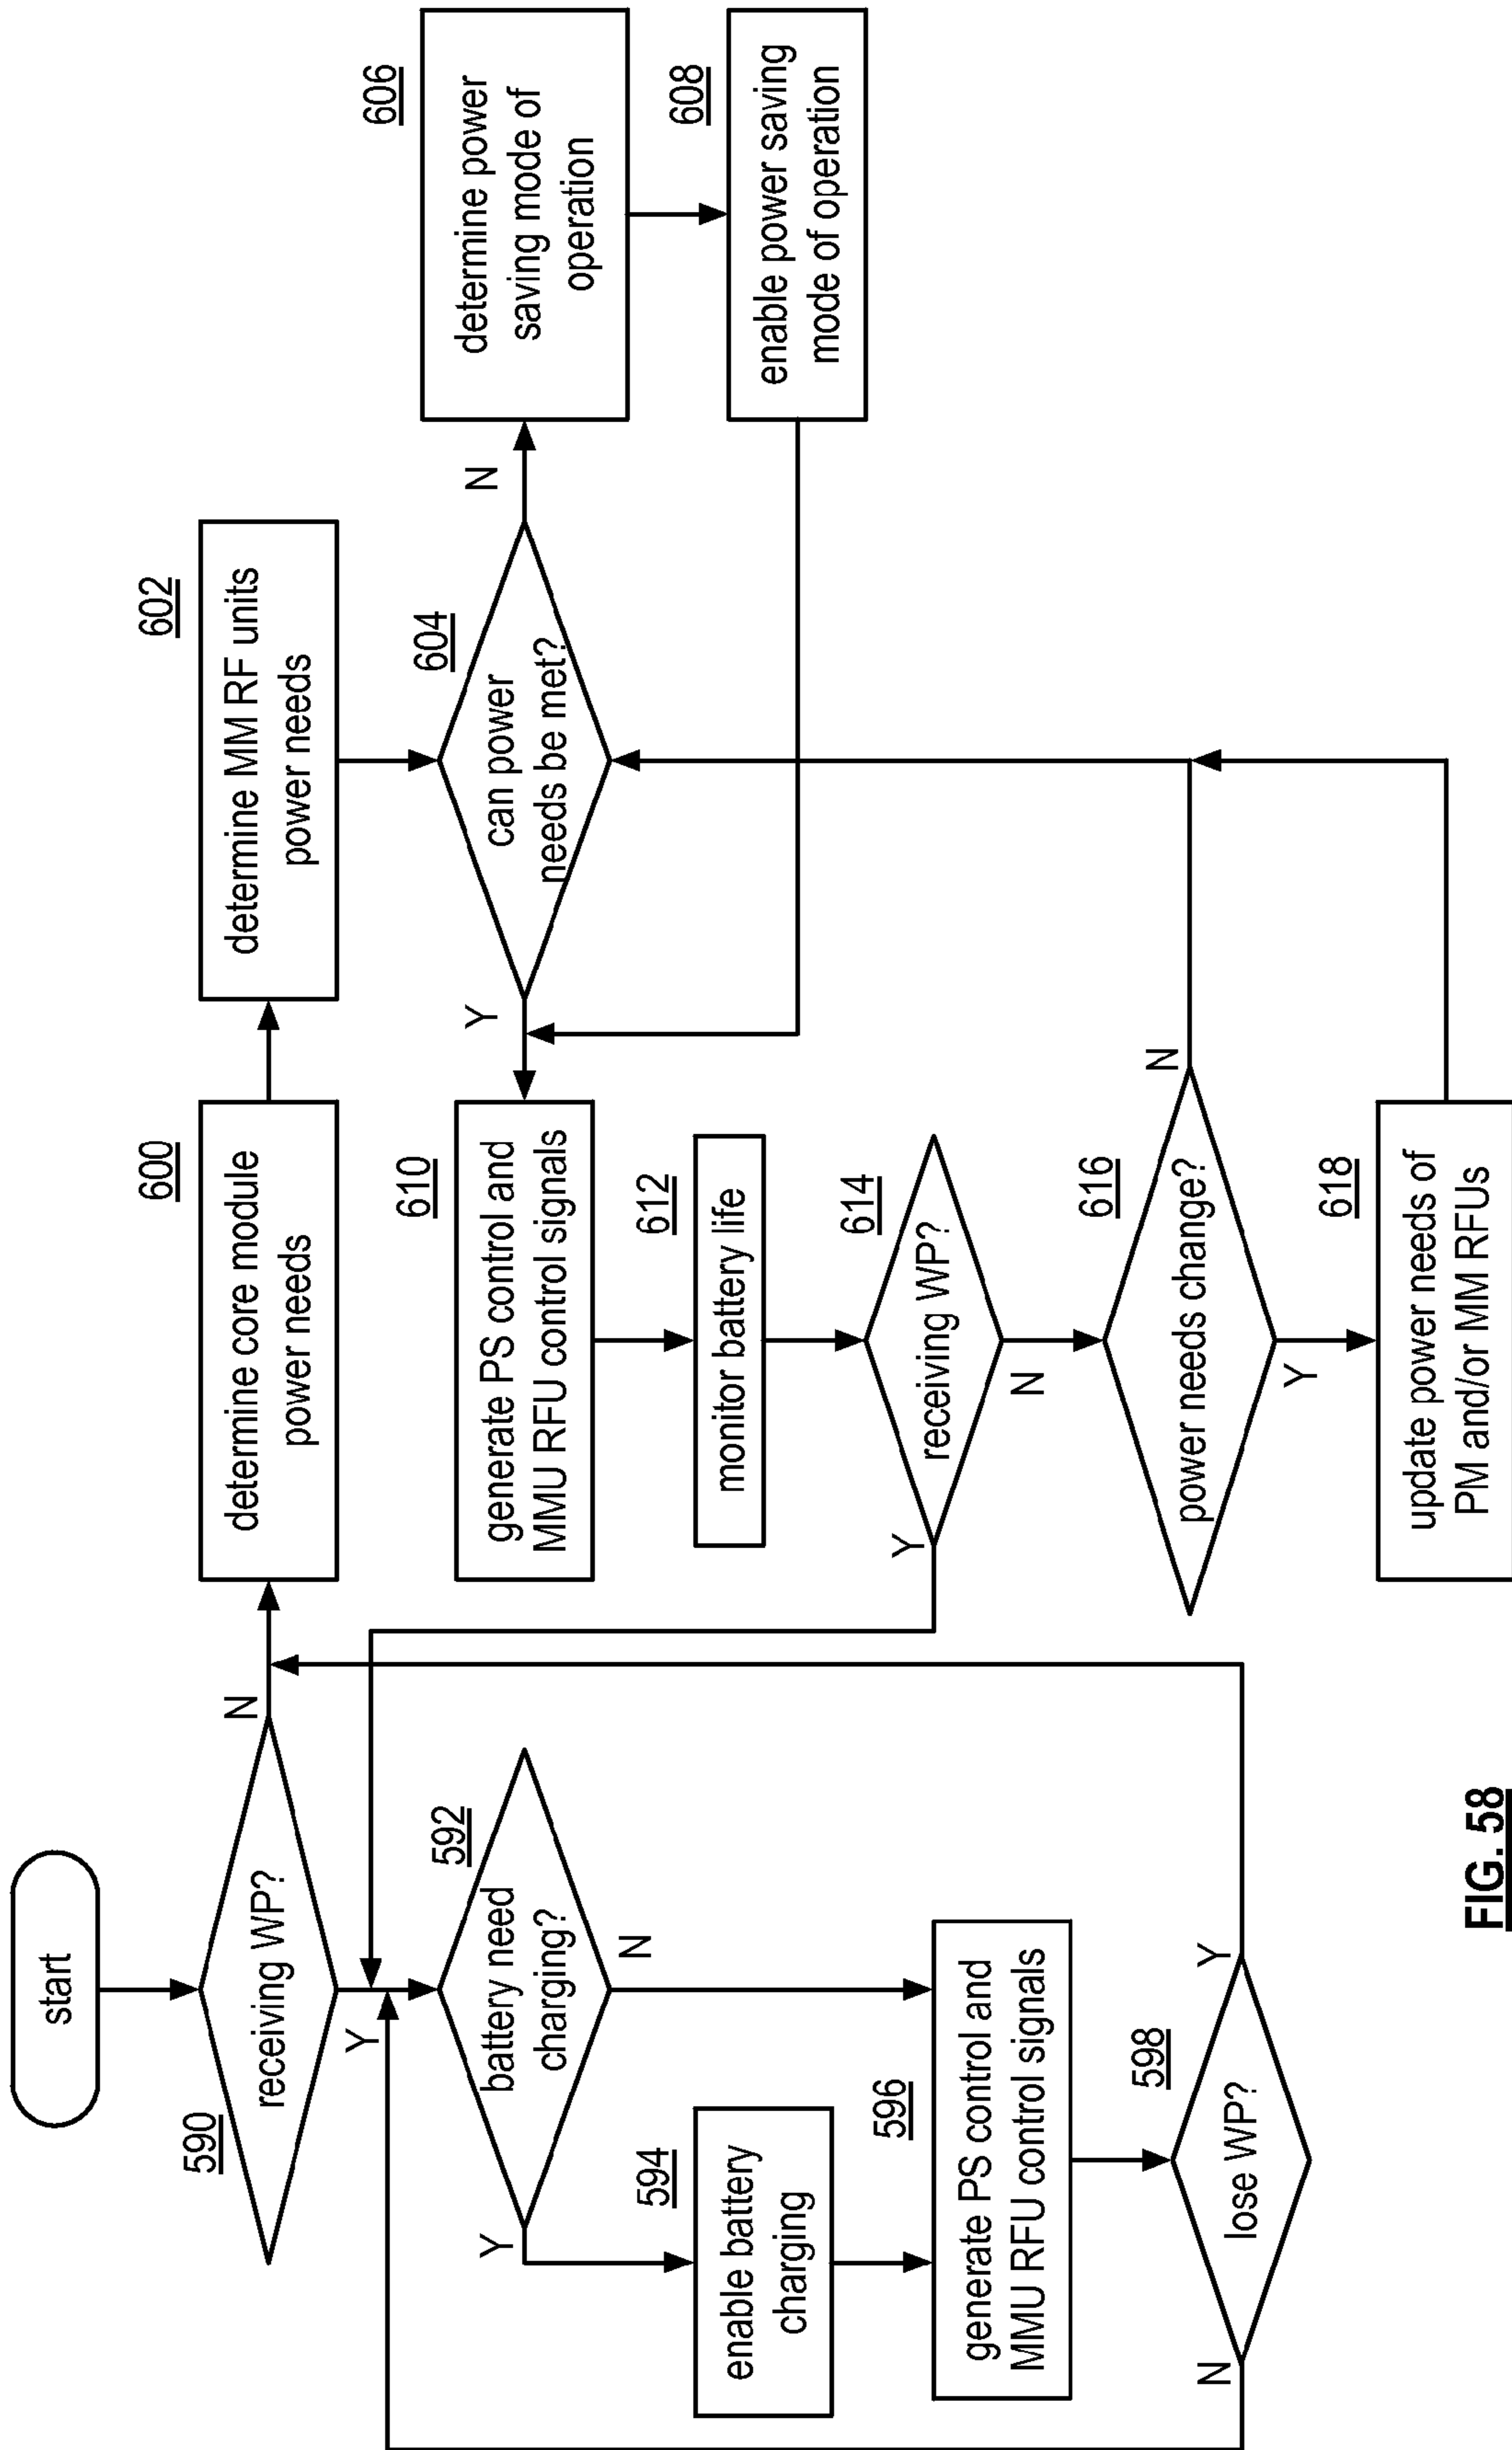 start
590
receiving WP?
Y
N
592
battery need
charging?
Y
N
594
enable battery
charging
596
generate PS control and
MMU RFU control signals
598
lose WP?
N
Y
600
determine core module
power needs
602
determine MM RF units
power needs
604
can power
needs be met?
Y
N
606
determine power
saving mode of
operation
608
enable power saving
mode of operation
610
generate PS control and
MMU RFU control signals
612
monitor battery life
614
receiving WP?
Y
N
616
power needs change?
N
Y
618
update power needs of
PM and/or MM RFUs
FIG. 58